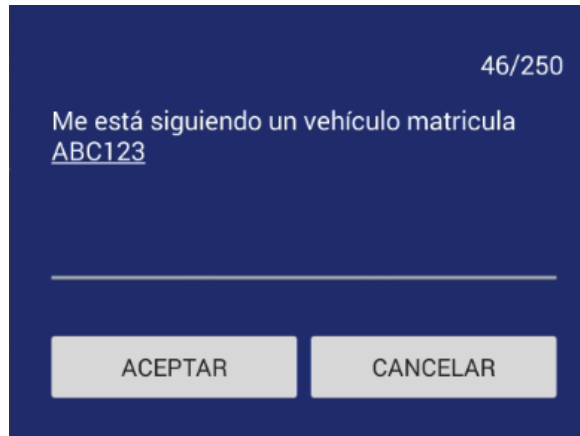 46/250
Me está siguiendo un vehículo matricula
ABC123
ACEPTAR
CANCELAR